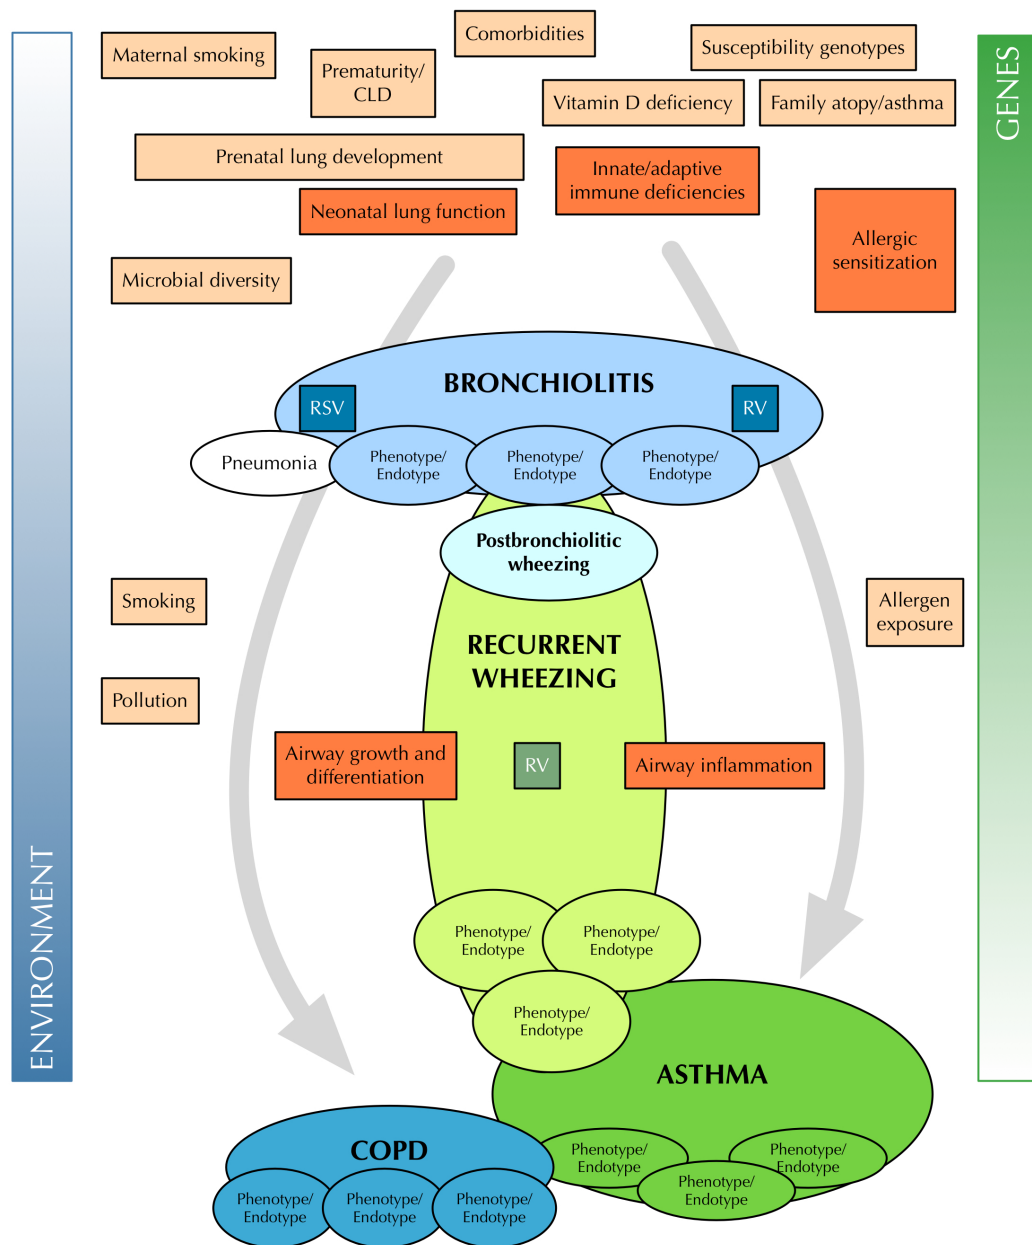 Comorbidities
Maternal smoking
Susceptibility genotypes
Prematurity/
CLD
Vitamin D deficiency
Family atopy/asthma
GENES
Prenatal lung development
Innate/adaptive
immune deficiencies
Neonatal lung function
Allergic
sensitization
Microbial diversity
BRONCHIOLITIS
RSV
RV
Pneumonia
Phenotype/
Endotype
Phenotype/
Endotype
Phenotype/
Endotype
Postbronchiolitic
wheezing
Smoking
Allergen
exposure
RECURRENT
WHEEZING
Pollution
Airway growth and
differentiation
RV
Airway inflammation
ENVIRONMENT
Phenotype/
Endotype
Phenotype/
Endotype
Phenotype/
Endotype
ASTHMA
COPD
Phenotype/
Endotype
Phenotype/
Endotype
Phenotype/
Endotype
Phenotype/
Endotype
Phenotype/
Endotype
Phenotype/
Endotype